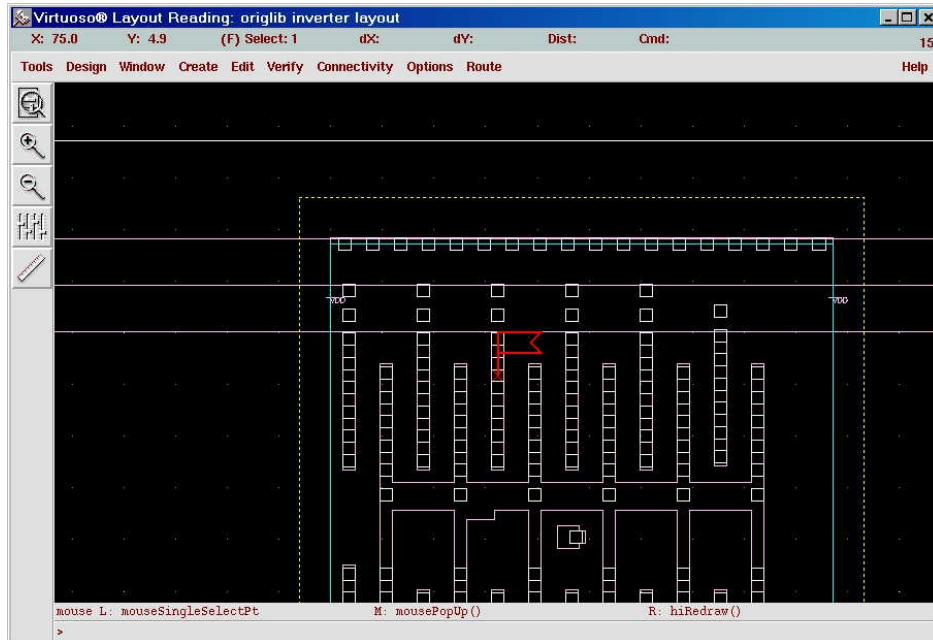 Virtuoso® Layout Reading: origlib inverter layout
X: 75.0 Y: 4.9 (F) Select: 1 dX: dY: Dist: Cmd: 15
Tools Design Window Create Edit Verify Connectivity Options Route Help
VDD VDD
mouse L: mouseSingleSelectPt M: mousePopUp() R: hiRedraw()
>